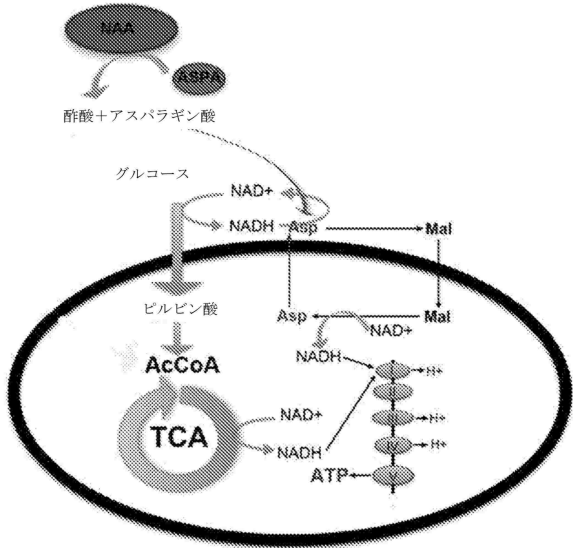 NAA
ASPA
酢酸＋アスパラギン酸
グルコース
NAD+
NADH
Asp
Mal
ピルビン酸
Asp
Mal
NAD+
NADH
AcCoA
H+
TCA
NAD+
H+
NADH
IV
H+
ATP
V